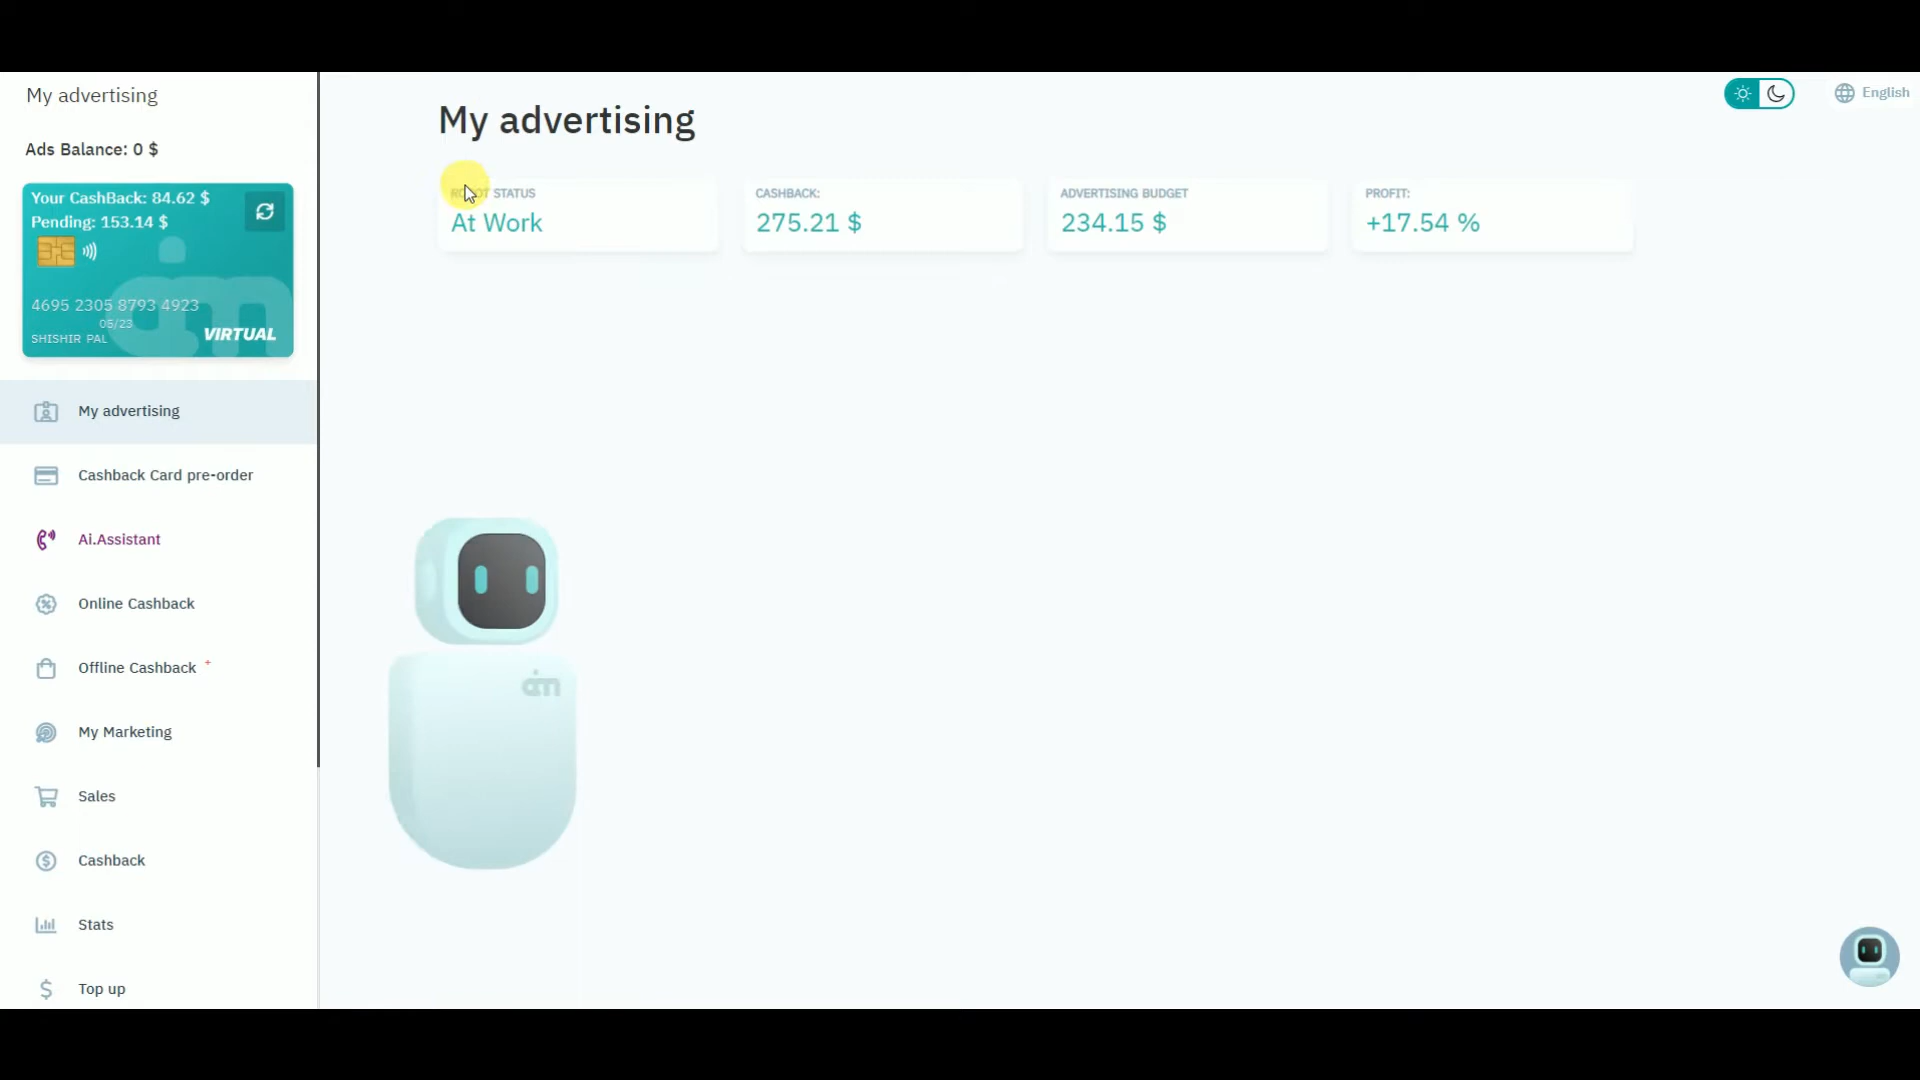 My advertising
Ads Balance: 0 $
Your CashBack: 84.62 $
Pending: 153.14 $
4695 2305 8793 4923
05/23
SHISHIR PAL
VIRTUAL
My advertising
Cashback Card pre-order
Ai.Assistant
Online Cashback
Offline Cashback +
My Marketing
Sales
Cashback
Stats
Top up
My advertising
English
ROBOT STATUS
At Work
CASHBACK:
275.21 $
ADVERTISING BUDGET
234.15 $
PROFIT:
+17.54 %
aim